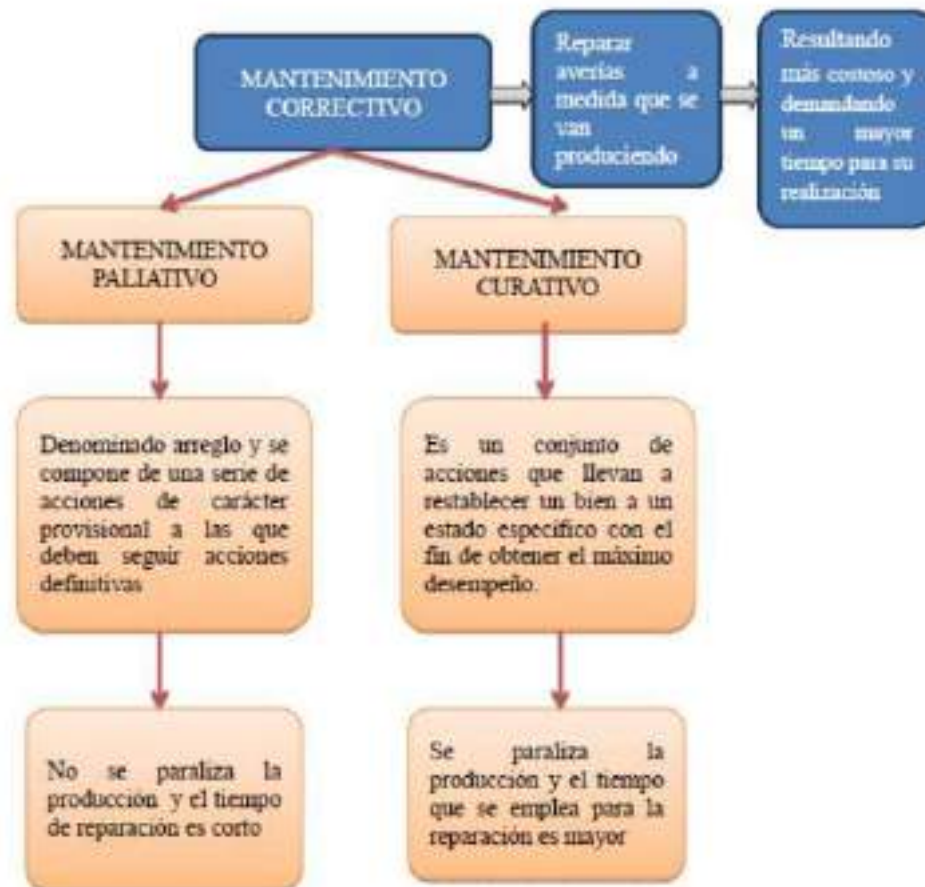 MANTENIMIENTO
CORRECTIVO
Reparar
averías a
medida que se
van
produciendo
Resultando
más costoso y
demandando
un mayor
tiempo para su
realización
MANTENIMIENTO
PALIATIVO
MANTENIMIENTO
CURATIVO
Denominado arreglo y se
compone de una serie de
acciones de carácter
provisional a las que
deben seguir acciones
definitivas
Es un conjunto de
acciones que llevan a
restablecer un bien a un
estado específico con el
fin de obtener el máximo
desempeño.
No se paraliza la
producción y el tiempo
de reparación es corto
Se paraliza la
producción y el tiempo
que se emplea para la
reparación es mayor